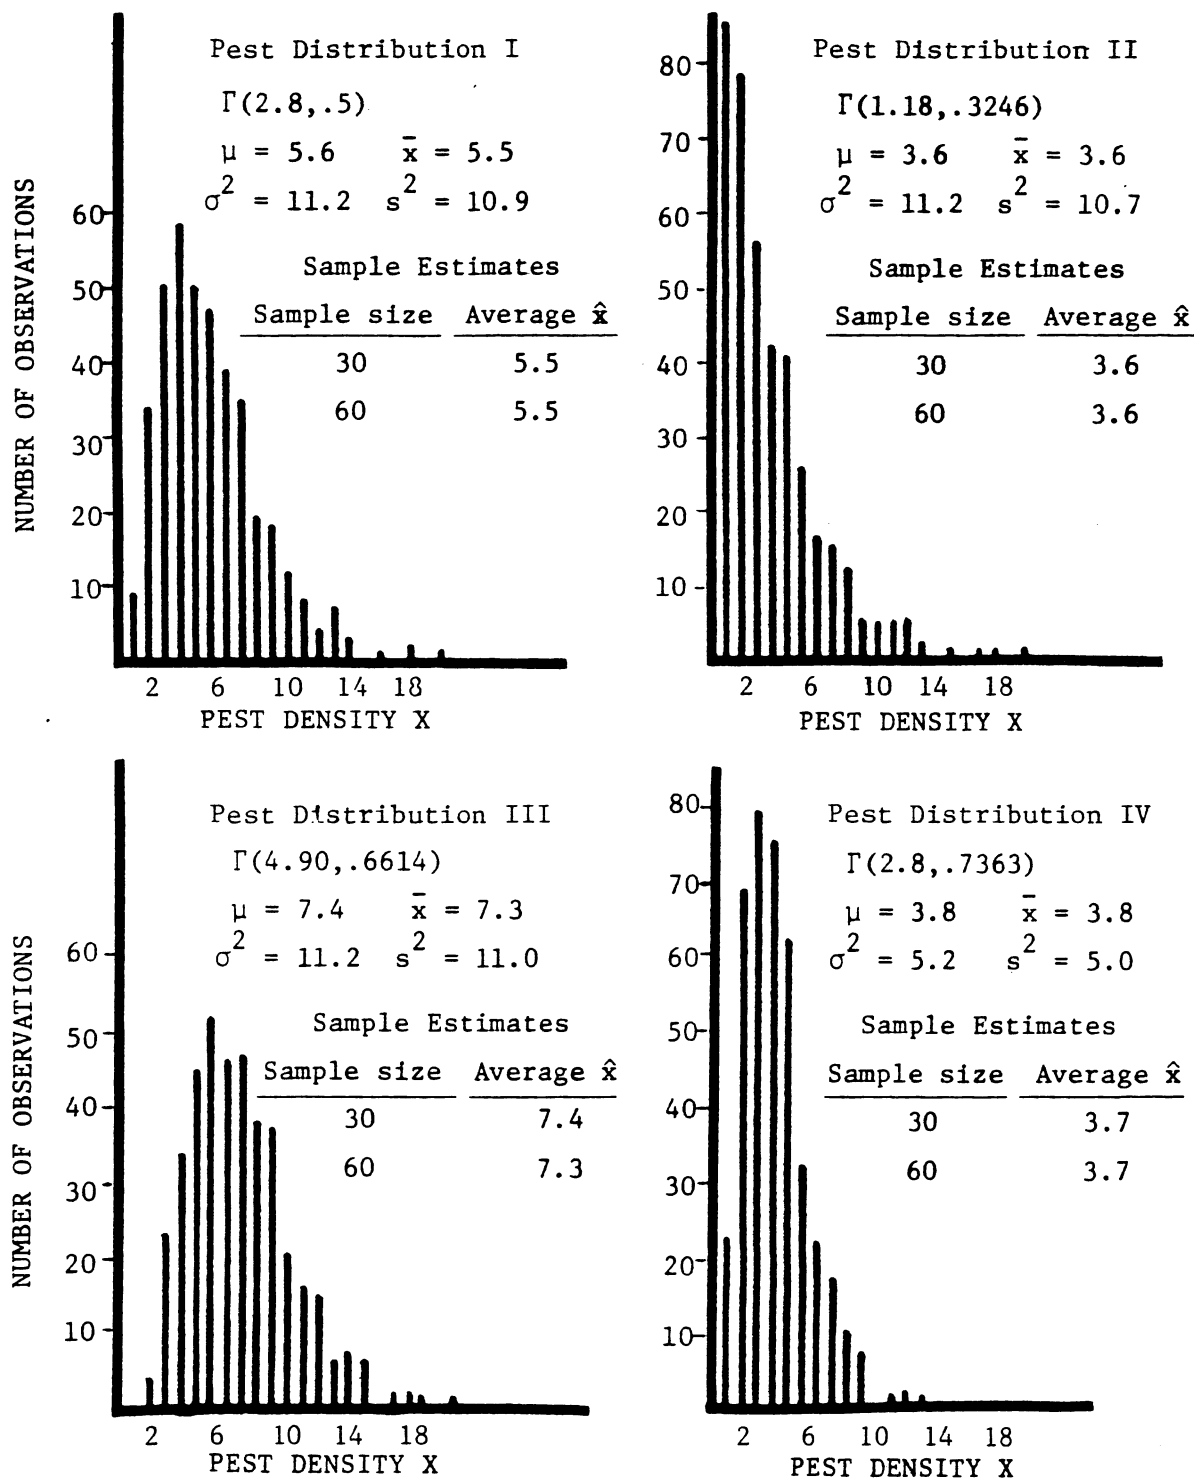 Pest Distribution I
Γ(2.8,.5)
μ = 5.6 x̄ = 5.5
σ² = 11.2 s² = 10.9
Sample Estimates
Sample size Average x̂
30 5.5
60 5.5
NUMBER OF OBSERVATIONS
60
50
40
30
20
10
2 6 10 14 18
PEST DENSITY X
Pest Distribution II
Γ(1.18,.3246)
μ = 3.6 x̄ = 3.6
σ² = 11.2 s² = 10.7
Sample Estimates
Sample size Average x̂
30 3.6
60 3.6
80
70
60
50
40
30
20
10
2 6 10 14 18
PEST DENSITY X
Pest Distribution III
Γ(4.90,.6614)
μ = 7.4 x̄ = 7.3
σ² = 11.2 s² = 11.0
Sample Estimates
Sample size Average x̂
30 7.4
60 7.3
NUMBER OF OBSERVATIONS
60
50
40
30
20
10
2 6 10 14 18
PEST DENSITY X
Pest Distribution IV
Γ(2.8,.7363)
μ = 3.8 x̄ = 3.8
σ² = 5.2 s² = 5.0
Sample Estimates
Sample size Average x̂
30 3.7
60 3.7
80
70
60
50
40
30
20
10
2 6 10 14 18
PEST DENSITY X